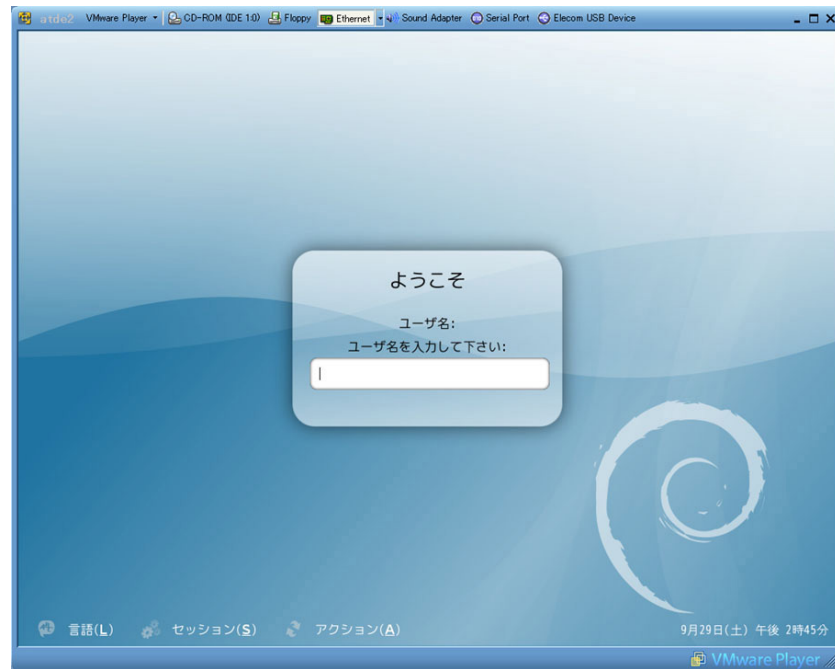 atde2 VMware Player CD-ROM (IDE 1:0) Floppy Ethernet Sound Adapter Serial Port Elecom USB Device
ようこそ
ユーザ名:
ユーザ名を入力して下さい:
言語(L) セッション(S) アクション(A) 9月29日(土) 午後 2時45分
VMware Player